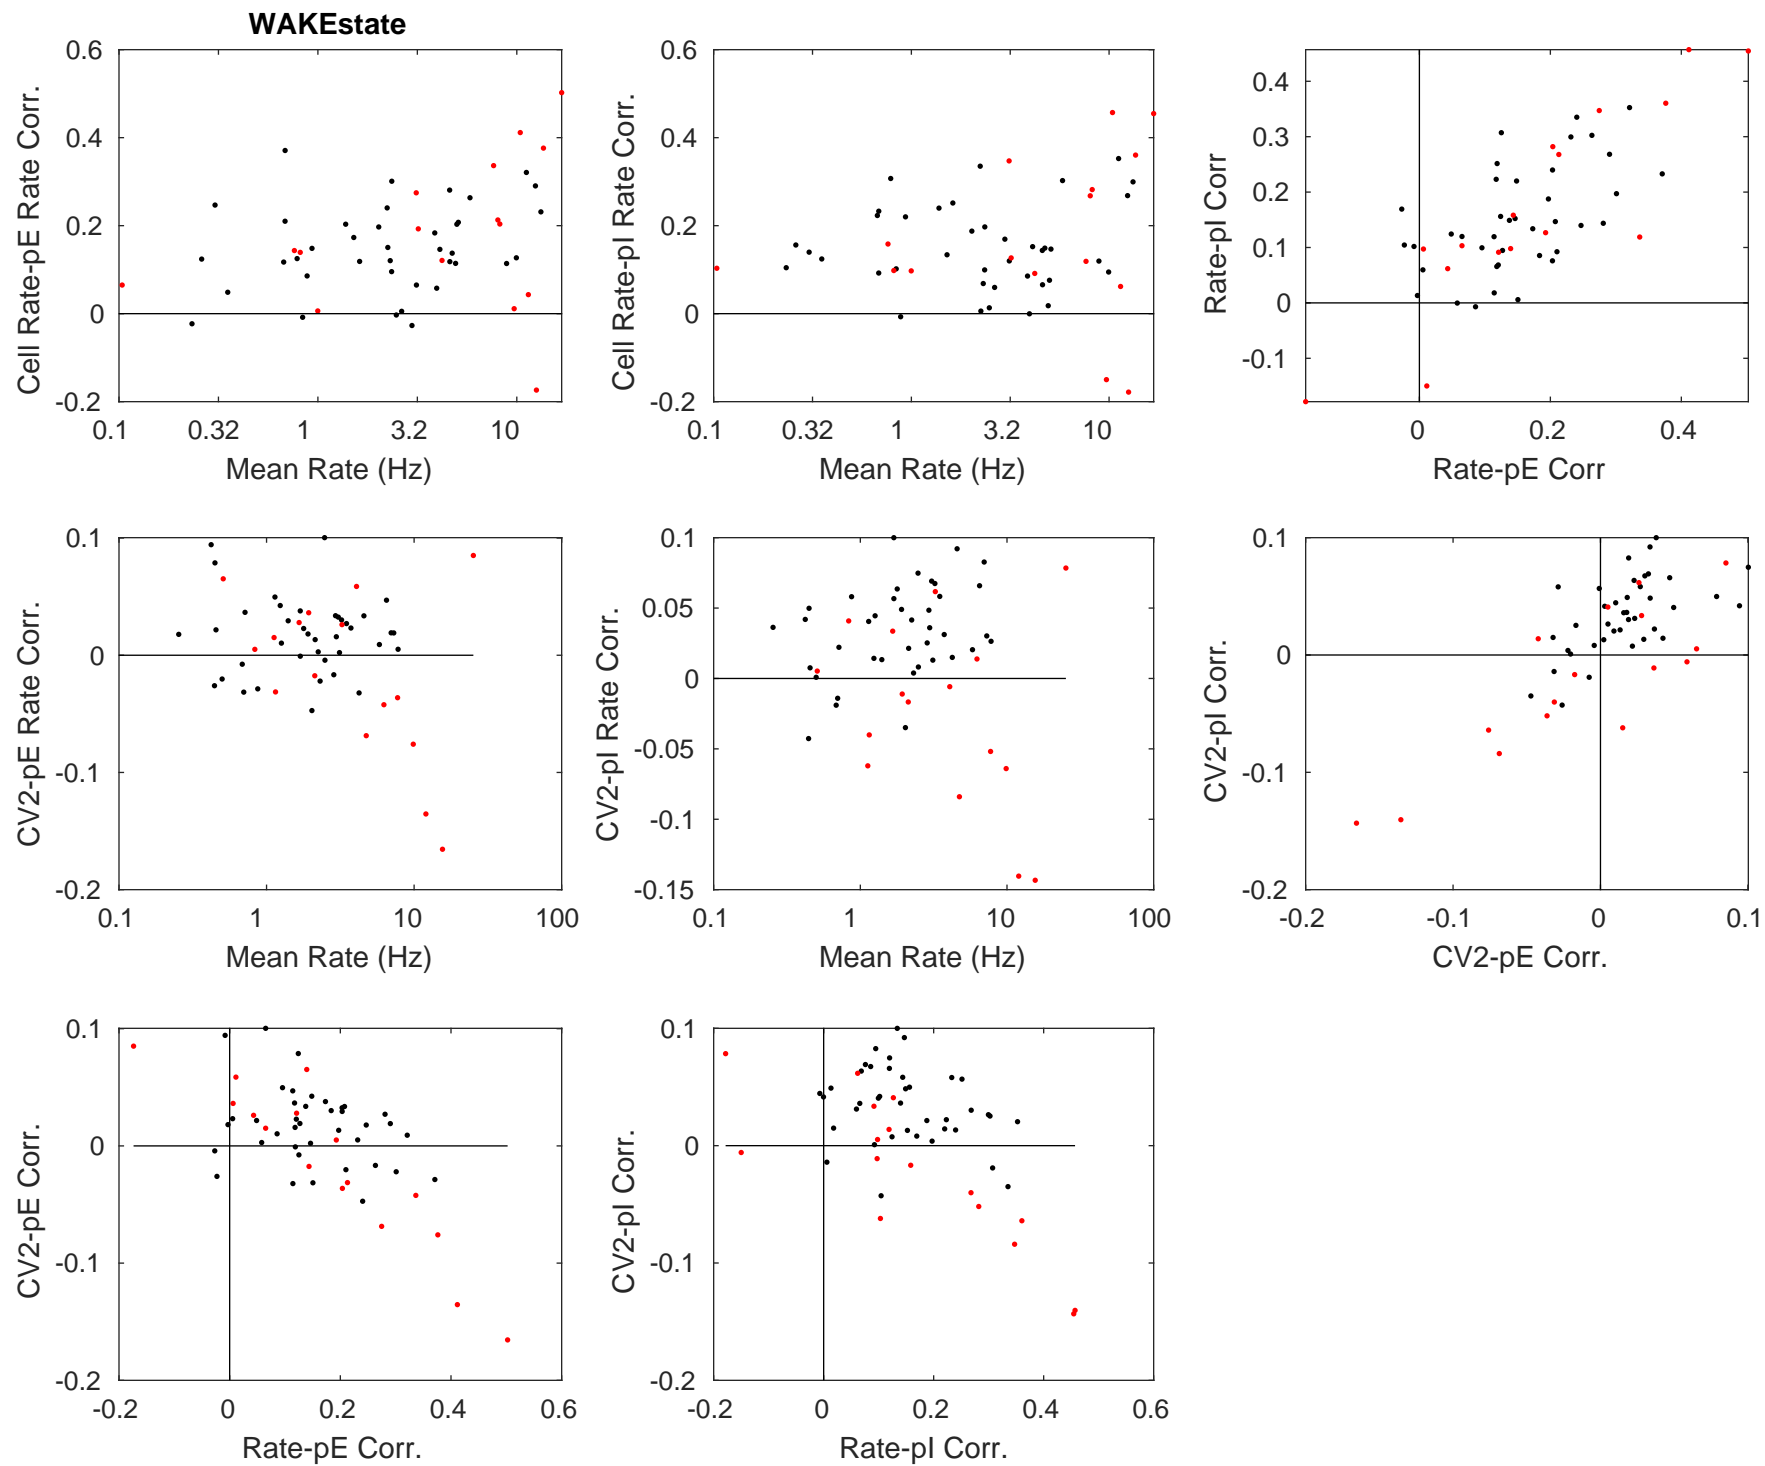 WAKEstate
0.6
0.4
0.2
0
-0.2
0.1 0.32 1 3.2 10
Mean Rate (Hz)
Cell Rate-pE Rate Corr.
0.6
0.4
0.2
0
-0.2
0.1 0.32 1 3.2 10
Mean Rate (Hz)
Cell Rate-pI Rate Corr.
0.4
0.3
0.2
0.1
0
-0.1
0 0.2 0.4
Rate-pE Corr
Rate-pI Corr
0.1
0
-0.1
-0.2
0.1 1 10 100
Mean Rate (Hz)
CV2-pE Rate Corr.
0.1
0.05
0
-0.05
-0.1
-0.15
0.1 1 10 100
Mean Rate (Hz)
CV2-pI Rate Corr.
0.1
0
-0.1
-0.2
-0.2 -0.1 0 0.1
CV2-pE Corr.
CV2-pI Corr.
0.1
0
-0.1
-0.2
-0.2 0 0.2 0.4 0.6
Rate-pE Corr.
CV2-pE Corr.
0.1
0
-0.1
-0.2
-0.2 0 0.2 0.4 0.6
Rate-pI Corr.
CV2-pI Corr.